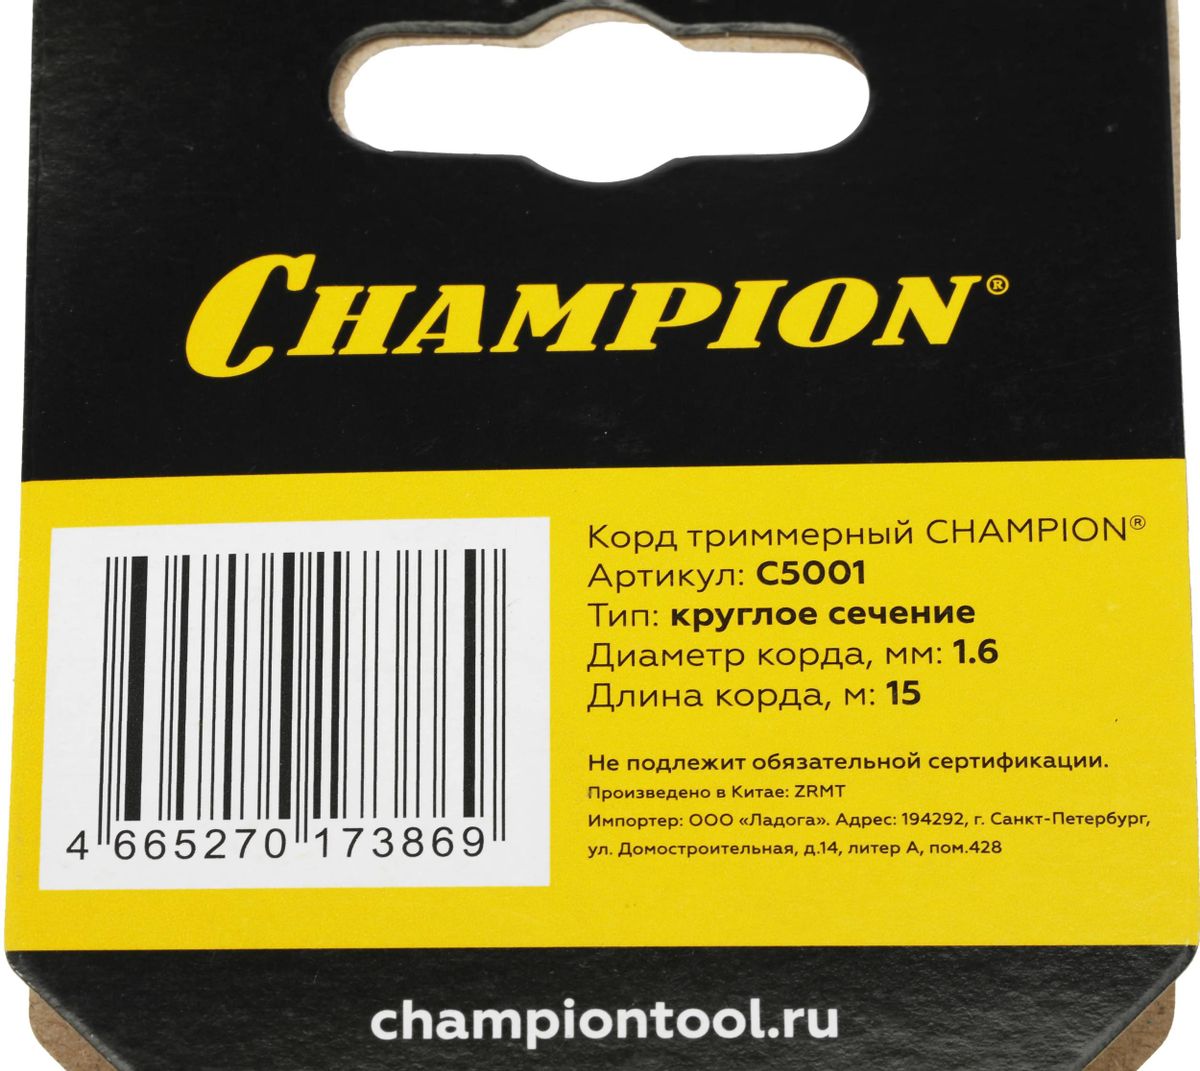 CHAMPION®
Корд триммерный CHAMPION®
Артикул: C5001
Тип: круглое сечение
Диаметр корда, мм: 1.6
Длина корда, м: 15
Не подлежит обязательной сертификации.
Произведено в Китае: ZRMT
Импортер: ООО «Ладога». Адрес: 194292, г. Санкт-Петербург,
ул. Домостроительная, д.14, литер А, пом.428
4 665270 173869
championtool.ru